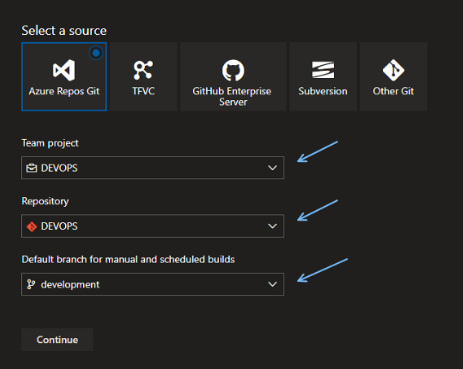 Select a source
Azure Repos Git
TFVC
GitHub Enterprise
Server
Subversion
Other Git
Team project
DEVOPS
Repository
DEVOPS
Default branch for manual and scheduled builds
development
Continue